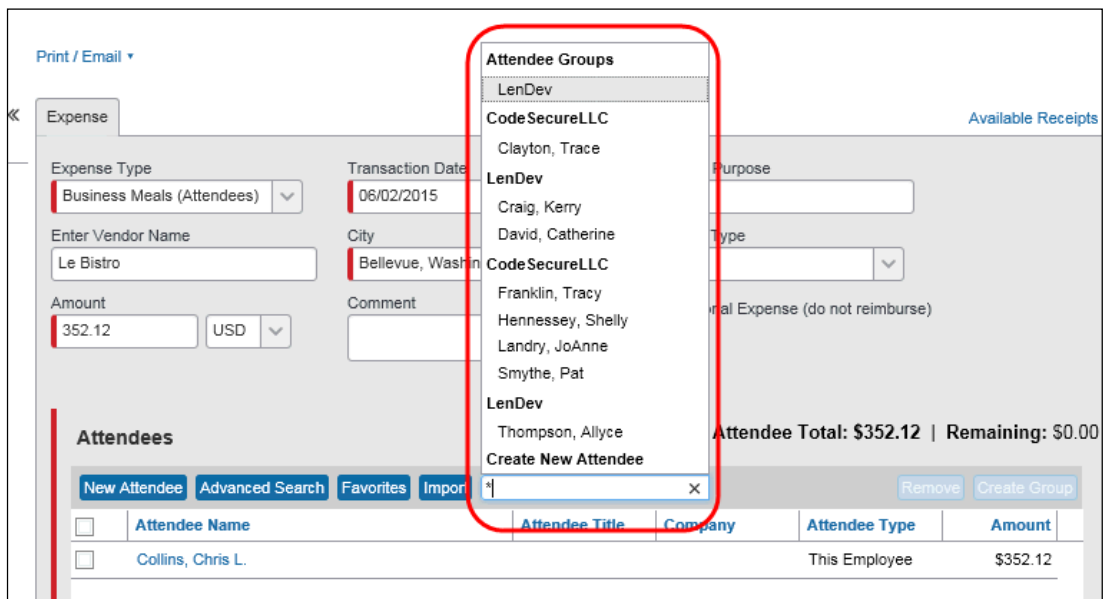 Print / Email ▾
Attendee Groups
LenDev
CodeSecureLLC
Clayton, Trace
LenDev
Craig, Kerry
David, Catherine
CodeSecureLLC
Franklin, Tracy
Hennessey, Shelly
Landry, JoAnne
Smythe, Pat
LenDev
Thompson, Allyce
Create New Attendee
*
Expense
Available Receipts
Expense Type
Transaction Date
Purpose
Business Meals (Attendees)
06/02/2015
Enter Vendor Name
City
Type
Le Bistro
Bellevue, Washin
Amount
Comment
nal Expense (do not reimburse)
352.12
USD
Attendees
Attendee Total: $352.12 | Remaining: $0.00
New Attendee Advanced Search Favorites Import
Remove Create Group
Attendee Name Attendee Title Company Attendee Type Amount
Collins, Chris L. This Employee $352.12